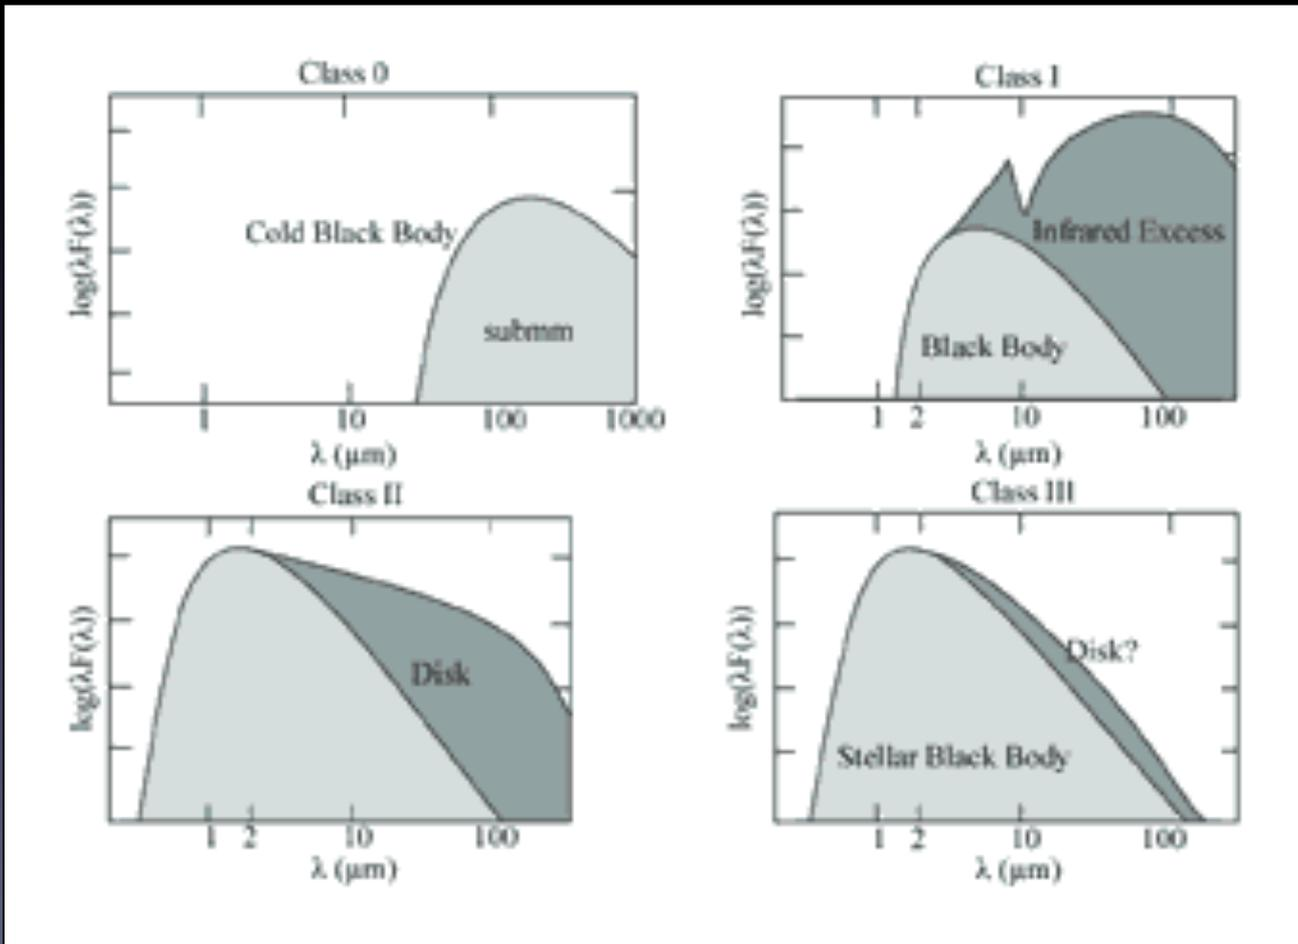 Class 0
log(λF(λ))
Cold Black Body
submm
1 10 100 1000
λ (μm)
Class I
log(λF(λ))
Infrared Excess
Black Body
1 2 10 100
λ (μm)
Class II
log(λF(λ))
Disk
1 2 10 100
λ (μm)
Class III
log(λF(λ))
Disk?
Stellar Black Body
1 2 10 100
λ (μm)